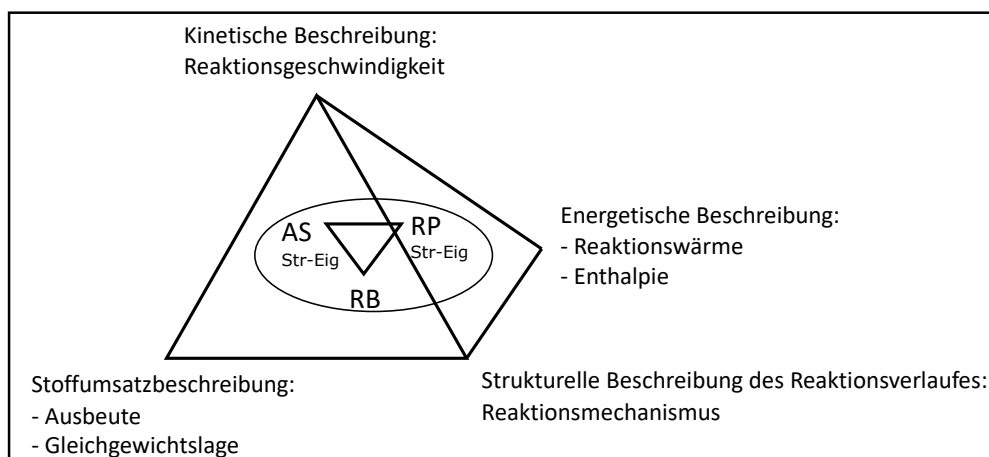 Kinetische Beschreibung:
Reaktionsgeschwindigkeit
AS
RP
Str-Eig
Str-Eig
RB
Energetische Beschreibung:
- Reaktionswärme
- Enthalpie
Stoffumsatzbeschreibung:
- Ausbeute
- Gleichgewichtslage
Strukturelle Beschreibung des Reaktionsverlaufes:
Reaktionsmechanismus